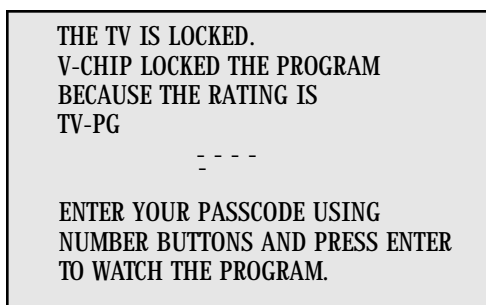 THE TV IS LOCKED.
V-CHIP LOCKED THE PROGRAM
BECAUSE THE RATING IS
TV-PG
- - - -
ENTER YOUR PASSCODE USING
NUMBER BUTTONS AND PRESS ENTER
TO WATCH THE PROGRAM.